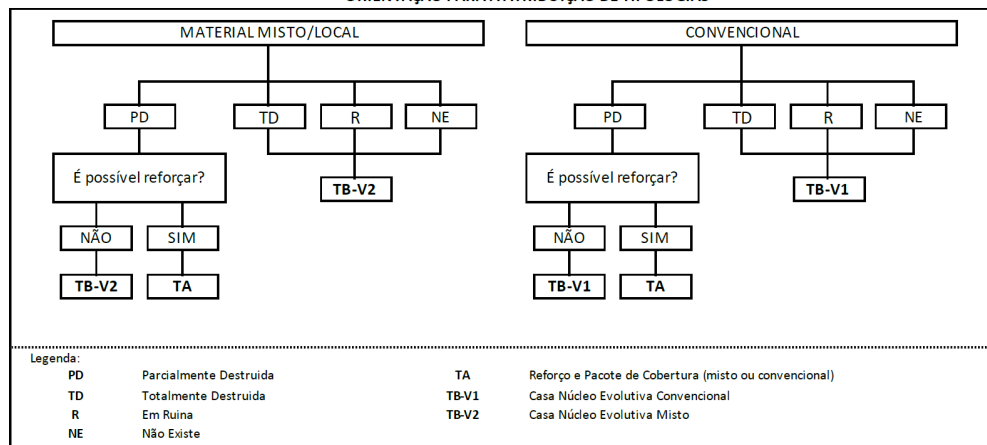 MATERIAL MISTO/LOCAL CONVENCIONAL
PD TD R NE PD TD R NE
É possível reforçar? É possível reforçar?
TB-V2 TB-V1
NÃO SIM NÃO SIM
TB-V2 TA TB-V1 TA
Legenda:
PD Parcialmente Destruida TA Reforço e Pacote de Cobertura (misto ou convencional)
TD Totalmente Destruida TB-V1 Casa Núcleo Evolutiva Convencional
R Em Ruina TB-V2 Casa Núcleo Evolutiva Misto
NE Não Existe